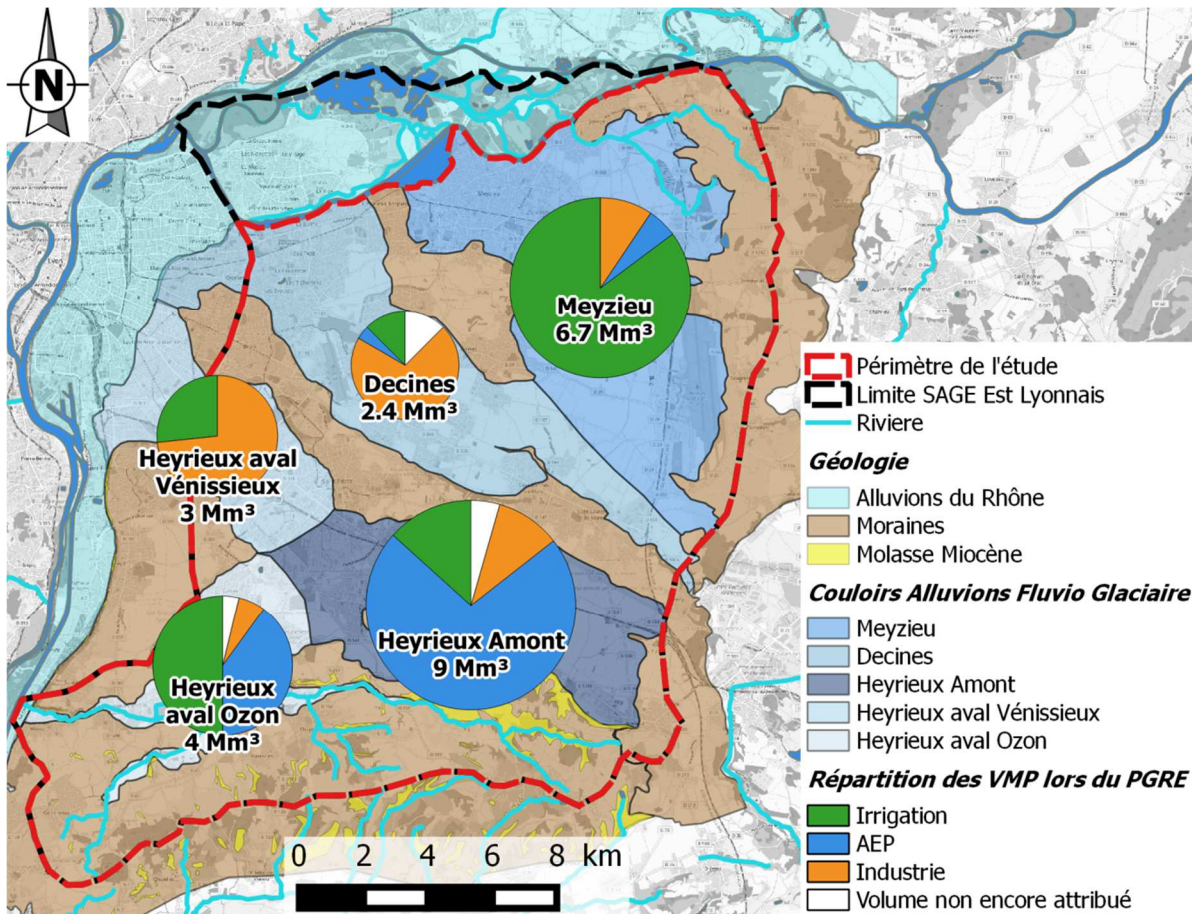 N
Meyzieu
6.7 Mm³
Decines
2.4 Mm³
Heyrieux aval
Vénissieux
3 Mm³
Heyrieux Amont
9 Mm³
Heyrieux
aval Ozon
4 Mm³
0 2 4 6 8 km
Périmètre de l'étude
Limite SAGE Est Lyonnais
Riviere
Géologie
Alluvions du Rhône
Moraines
Molasse Miocène
Couloirs Alluvions Fluvio Glaciaire
Meyzieu
Decines
Heyrieux Amont
Heyrieux aval Vénissieux
Heyrieux aval Ozon
Répartition des VMP lors du PGRE
Irrigation
AEP
Industrie
Volume non encore attribué